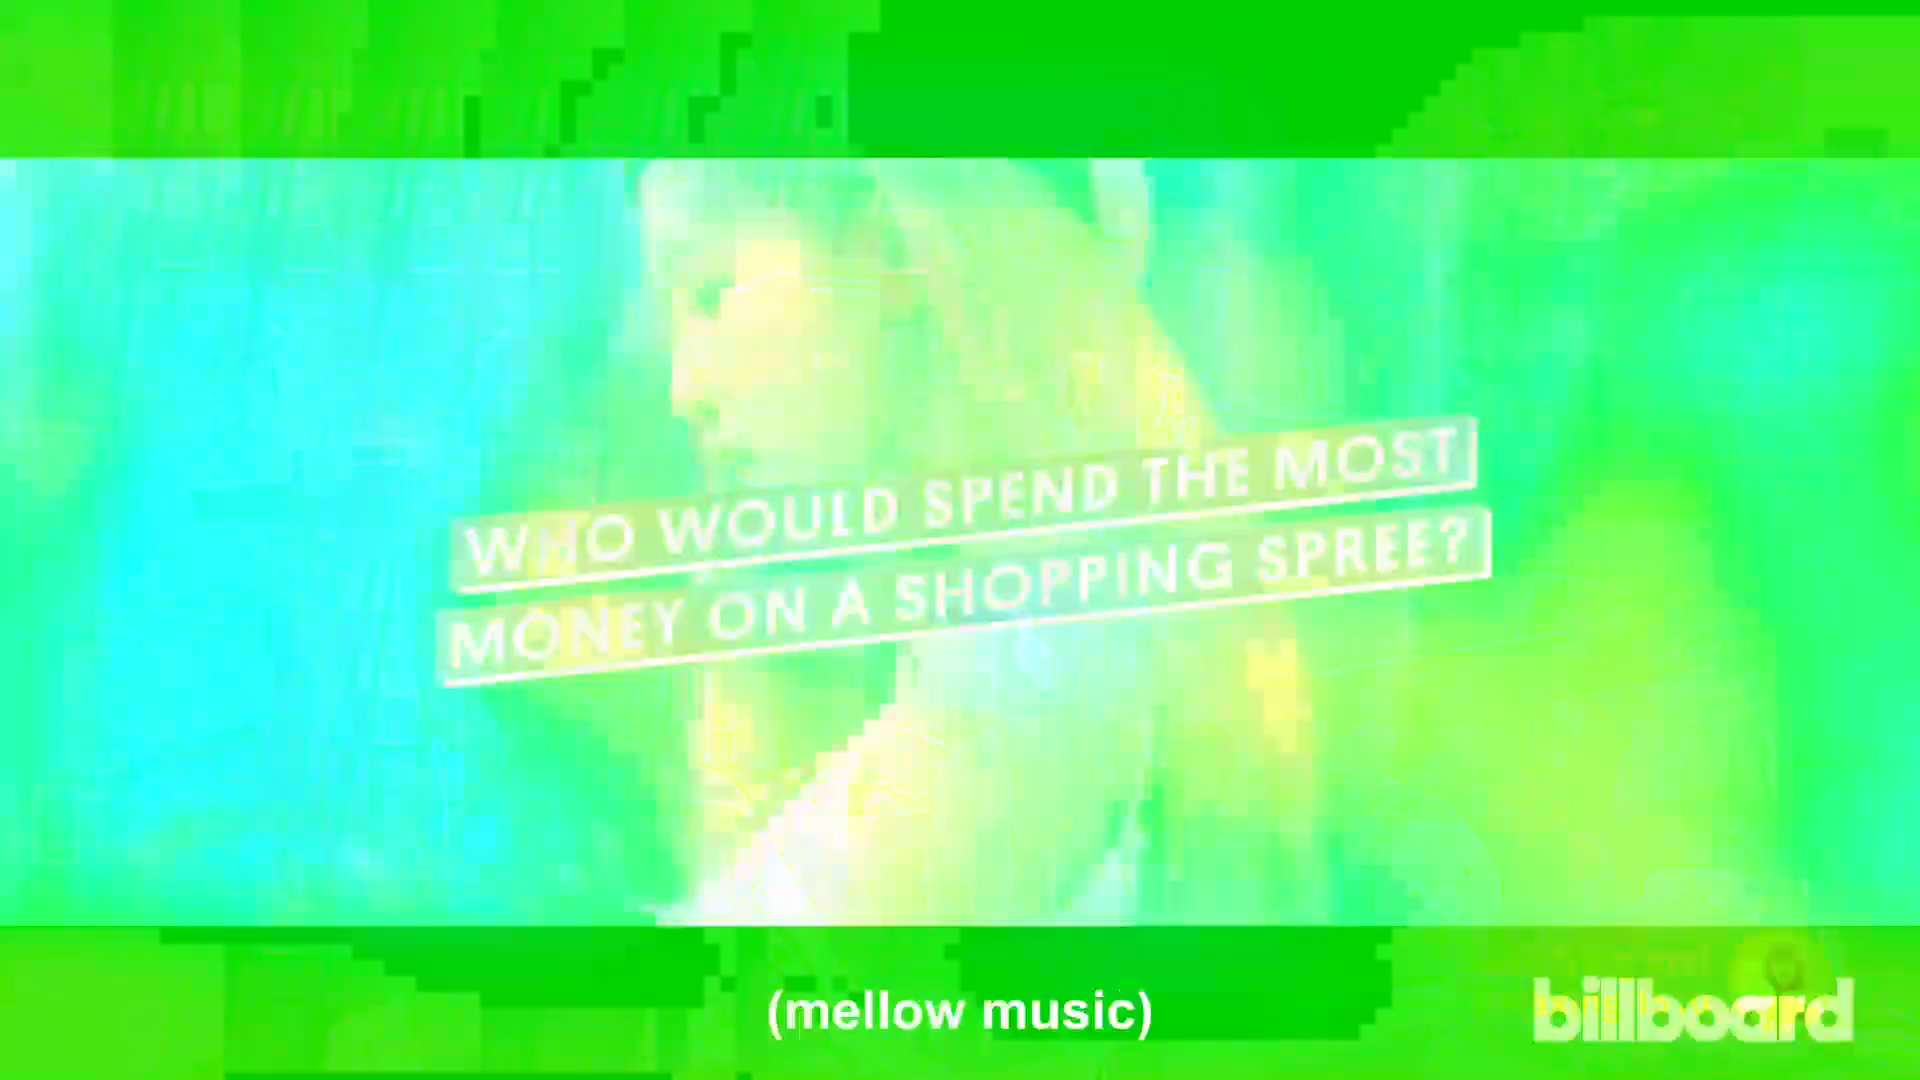 WHO WOULD SPEND THE MOST
MONEY ON A SHOPPING SPREE?
(mellow music)
billboard